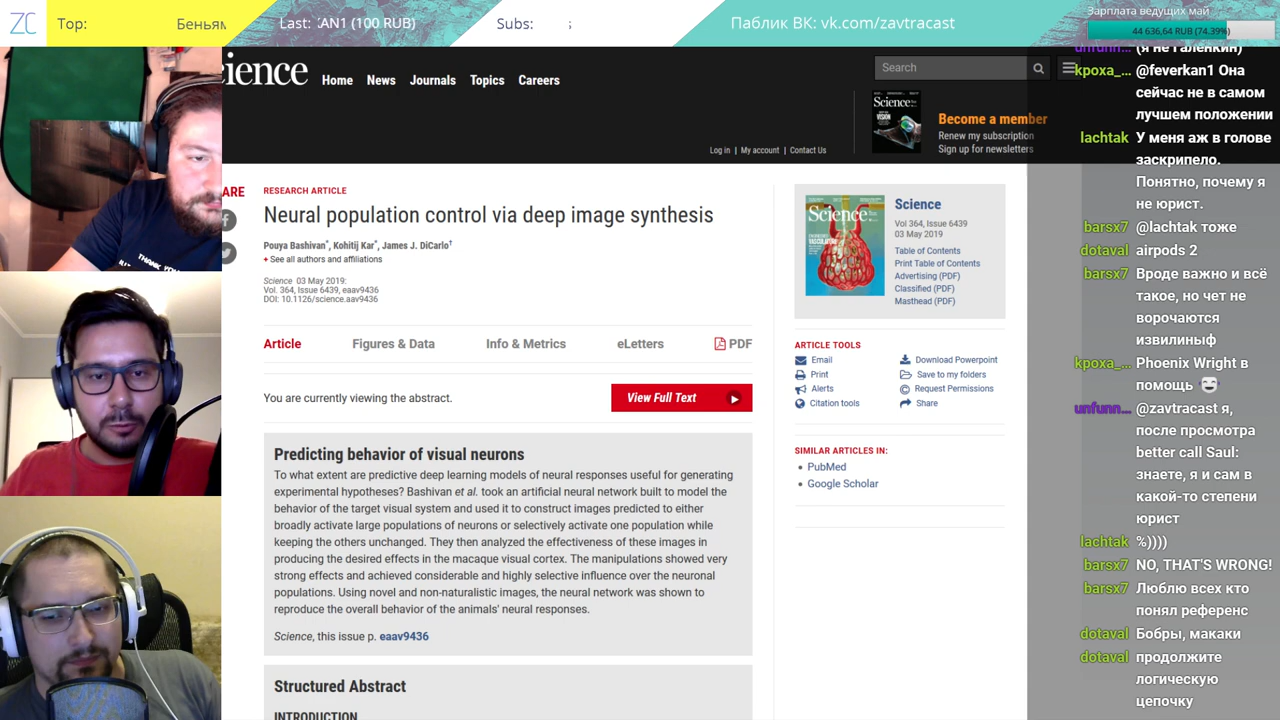 ZC
Top:
Беньям
Last:
KAN1 (100 RUB)
Subs:
;
Паблик ВК: vk.com/zavtracast
Зарплата ведущих май
44 636,64 RUB (74.39%)
cience
Home News Journals Topics Careers
Search
Science
Become a member
Renew my subscription
Sign up for newsletters
Log in | My account | Contact Us
ARE
RESEARCH ARTICLE
Neural population control via deep image synthesis
Pouya Bashivan*, Kohitij Kar*, James J. DiCarlo†
+ See all authors and affiliations
Science 03 May 2019:
Vol. 364, Issue 6439, eaav9436
DOI: 10.1126/science.aav9436
Article Figures & Data Info & Metrics eLetters PDF
You are currently viewing the abstract.
View Full Text
Predicting behavior of visual neurons
To what extent are predictive deep learning models of neural responses useful for generating
experimental hypotheses? Bashivan et al. took an artificial neural network built to model the
behavior of the target visual system and used it to construct images predicted to either
broadly activate large populations of neurons or selectively activate one population while
keeping the others unchanged. They then analyzed the effectiveness of these images in
producing the desired effects in the macaque visual cortex. The manipulations showed very
strong effects and achieved considerable and highly selective influence over the neuronal
populations. Using novel and non-naturalistic images, the neural network was shown to
reproduce the overall behavior of the animals' neural responses.
Science, this issue p. eaav9436
Structured Abstract
INTRODUCTION
Science
Science
Vol 364, Issue 6439
03 May 2019
Table of Contents
Print Table of Contents
Advertising (PDF)
Classified (PDF)
Masthead (PDF)
ARTICLE TOOLS
Email
Print
Alerts
Citation tools
Download Powerpoint
Save to my folders
Request Permissions
Share
SIMILAR ARTICLES IN:
PubMed
Google Scholar
unfunn... (я не Галенкин)
kpoxa_... @feverkan1 Она
сейчас не в самом
лучшем положении
lachtak У меня аж в голове
заскрипело.
Понятно, почему я
не юрист.
barsx7 @lachtak тоже
dotaval airpods 2
barsx7 Вроде важно и всё
такое, но чет не
ворочаются
извилиныф
kpoxa_... Phoenix Wright в
помощь
unfunn... @zavtracast я,
после просмотра
better call Saul:
знаете, я и сам в
какой-то степени
юрист
lachtak %))))
barsx7 NO, THAT'S WRONG!
barsx7 Люблю всех кто
понял референс
dotaval Бобры, макаки
dotaval продолжите
логическую
цепочку
THANK YOU